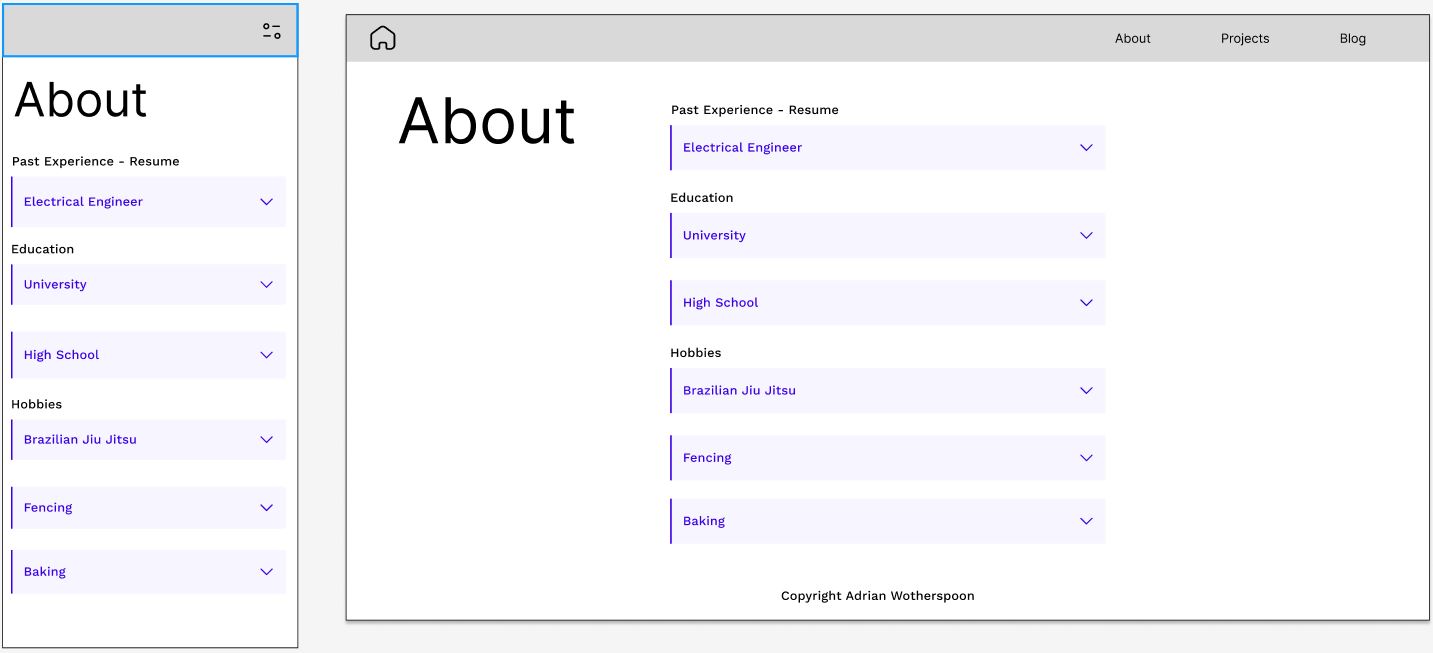 About
Past Experience - Resume
Electrical Engineer
Education
University
High School
Hobbies
Brazilian Jiu Jitsu
Fencing
Baking
About
Projects
Blog
About
Past Experience - Resume
Electrical Engineer
Education
University
High School
Hobbies
Brazilian Jiu Jitsu
Fencing
Baking
Copyright Adrian Wotherspoon